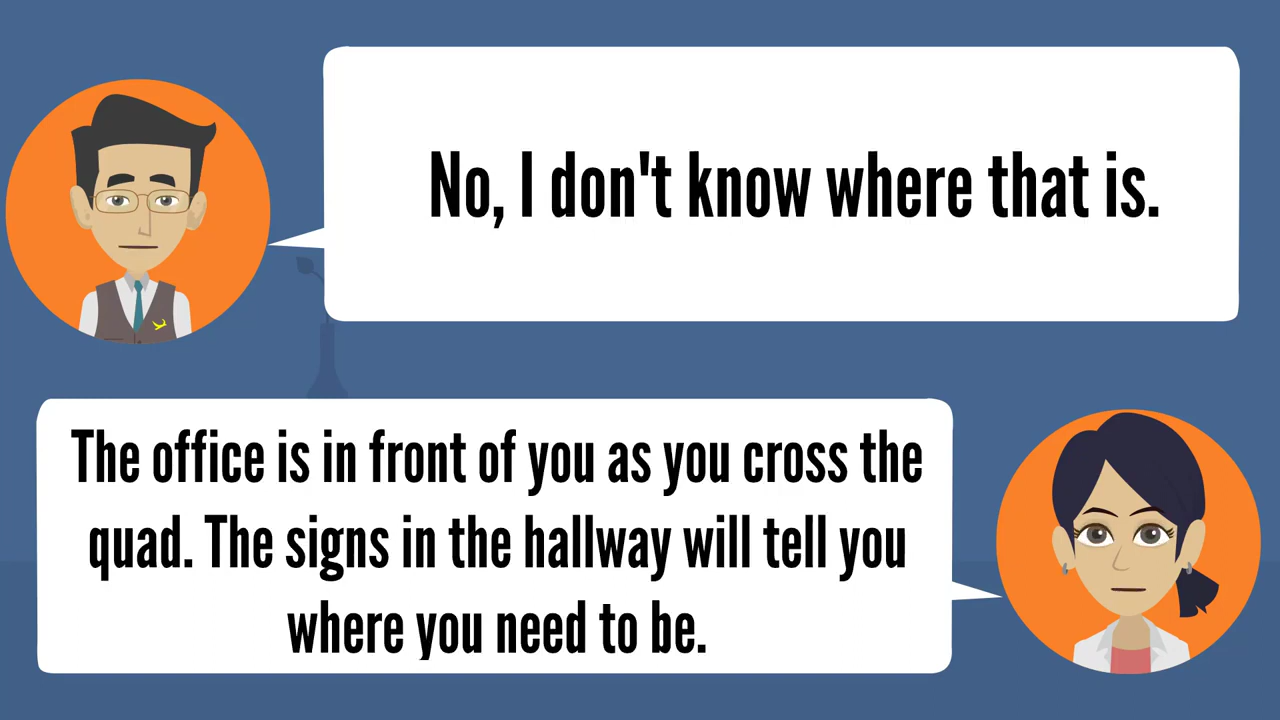 No, I don't know where that is.
The office is in front of you as you cross the
quad. The signs in the hallway will tell you
where you need to be.